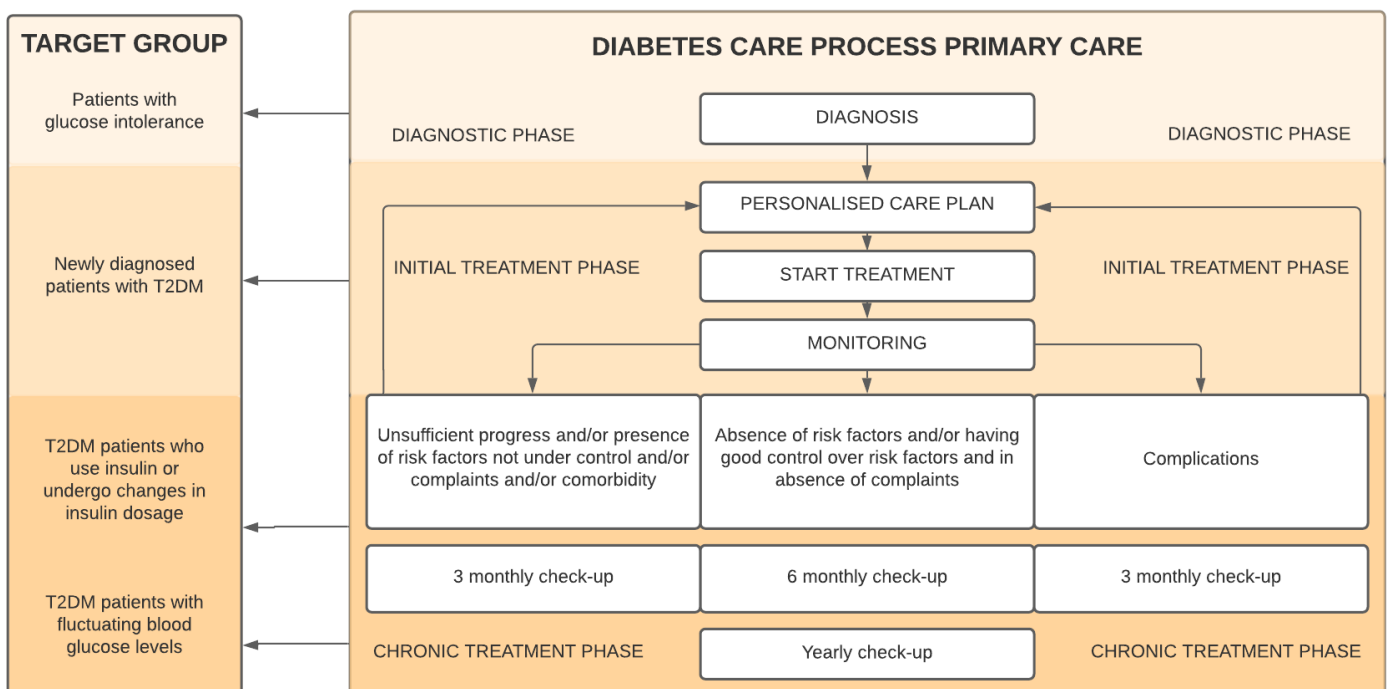 TARGET GROUP
Patients with
glucose intolerance
Newly diagnosed
patients with T2DM
T2DM patients who
use insulin or
undergo changes in
insulin dosage
T2DM patients with
fluctuating blood
glucose levels
DIABETES CARE PROCESS PRIMARY CARE
DIAGNOSIS
DIAGNOSTIC PHASE
DIAGNOSTIC PHASE
PERSONALISED CARE PLAN
INITIAL TREATMENT PHASE
START TREATMENT
INITIAL TREATMENT PHASE
MONITORING
Unsufficient progress and/or presence
of risk factors not under control and/or
complaints and/or comorbidity
Absence of risk factors and/or having
good control over risk factors and in
absence of complaints
Complications
3 monthly check-up
6 monthly check-up
3 monthly check-up
CHRONIC TREATMENT PHASE
Yearly check-up
CHRONIC TREATMENT PHASE